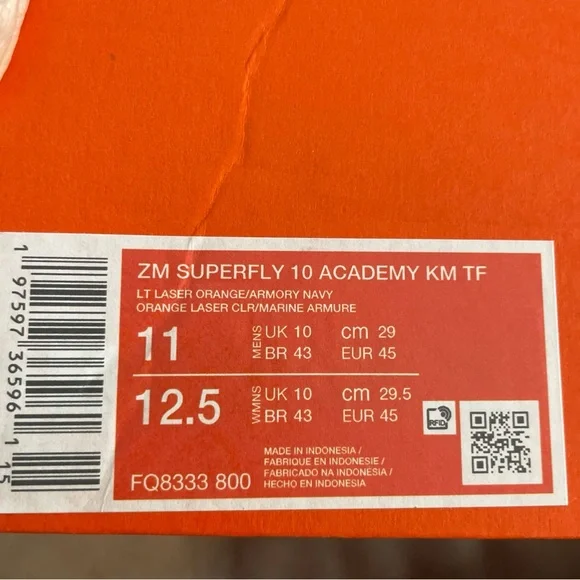 ZM SUPERFLY 10 ACADEMY KM TF
LT LASER ORANGE/ARMORY NAVY
ORANGE LASER CLR/MARINE ARMURE
11 MENS UK 10 cm 29
BR 43 EUR 45
12.5 WMNS UK 10 cm 29.5
BR 43 EUR 45
RFID
FQ8333 800
MADE IN INDONESIA /
FABRIQUE EN INDONESIE /
FABRICADO NA INDONESIA /
HECHO EN INDONESIA
1 97597 36596 1 15